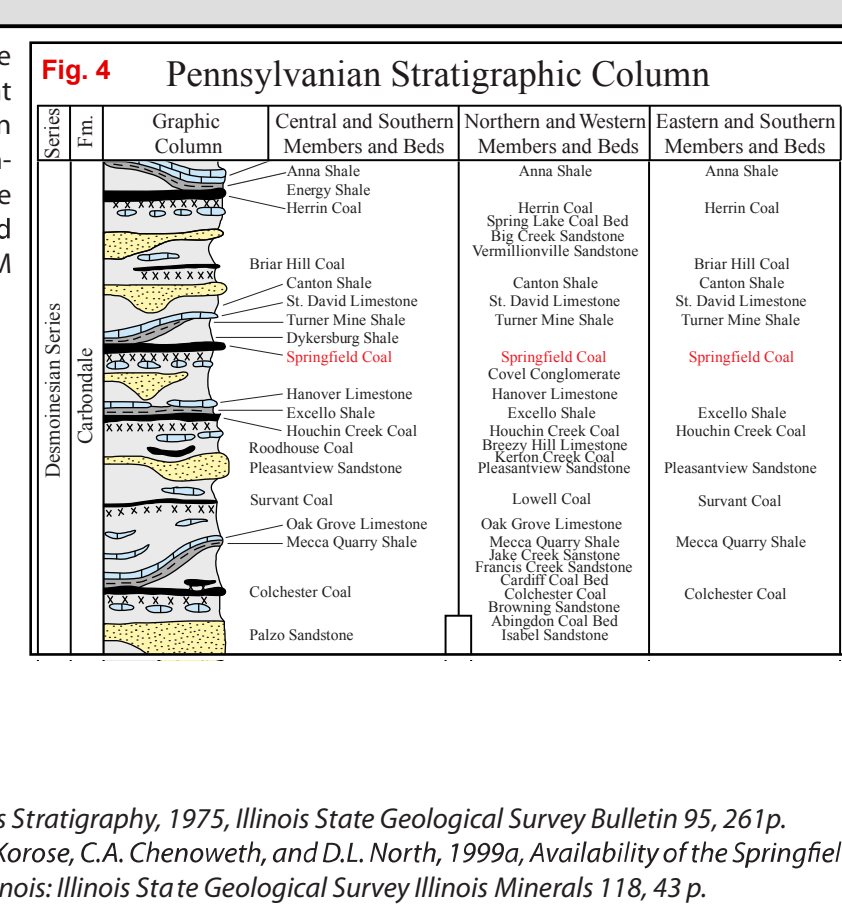 e
nt
n
n-
e
d
M
Fig. 4
Pennsylvanian Stratigraphic Column
Series
Fm.
Graphic
Column
Central and Southern
Members and Beds
Northern and Western
Members and Beds
Eastern and Southern
Members and Beds
Desmoinesian Series
Carbondale
Anna Shale
Energy Shale
Herrin Coal
Briar Hill Coal
Canton Shale
St. David Limestone
Turner Mine Shale
Dykersburg Shale
Springfield Coal
Hanover Limestone
Excello Shale
Houchin Creek Coal
Roodhouse Coal
Pleasantview Sandstone
Survant Coal
Oak Grove Limestone
Mecca Quarry Shale
Colchester Coal
Palzo Sandstone
Anna Shale
Herrin Coal
Spring Lake Coal Bed
Big Creek Sandstone
Vermillionville Sandstone
Canton Shale
St. David Limestone
Turner Mine Shale
Springfield Coal
Covel Conglomerate
Hanover Limestone
Excello Shale
Houchin Creek Coal
Breezy Hill Limestone
Kerton Creek Coal
Pleasantview Sandstone
Lowell Coal
Oak Grove Limestone
Mecca Quarry Shale
Jake Creek Sanstone
Francis Creek Sandstone
Cardiff Coal Bed
Colchester Coal
Browning Sandstone
Abingdon Coal Bed
Isabel Sandstone
Anna Shale
Herrin Coal
Briar Hill Coal
Canton Shale
St. David Limestone
Turner Mine Shale
Springfield Coal
Excello Shale
Houchin Creek Coal
Pleasantview Sandstone
Survant Coal
Mecca Quarry Shale
Colchester Coal
s Stratigraphy, 1975, Illinois State Geological Survey Bulletin 95, 261p.
Korose, C.A. Chenoweth, and D.L. North, 1999a, Availability of the Springfiel
inois: Illinois State Geological Survey Illinois Minerals 118, 43 p.